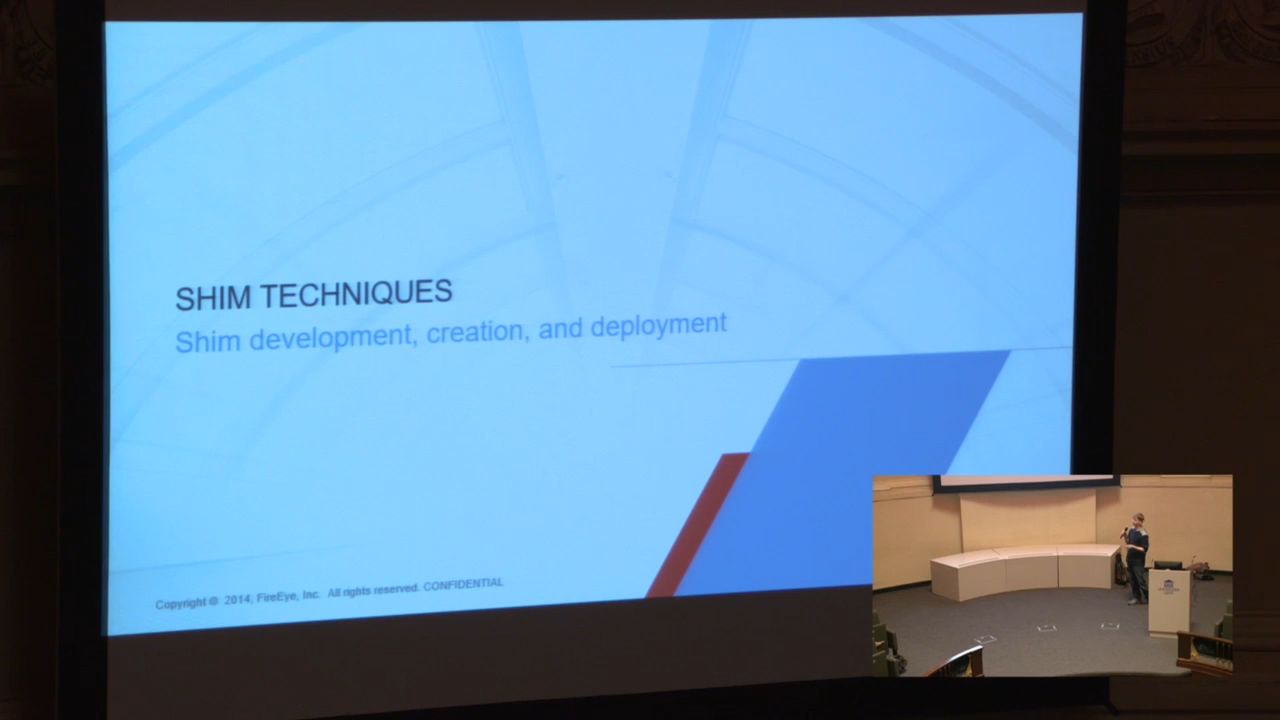 SHIM TECHNIQUES
Shim development, creation, and deployment
Copyright © 2014, FireEye, Inc. All rights reserved. CONFIDENTIAL